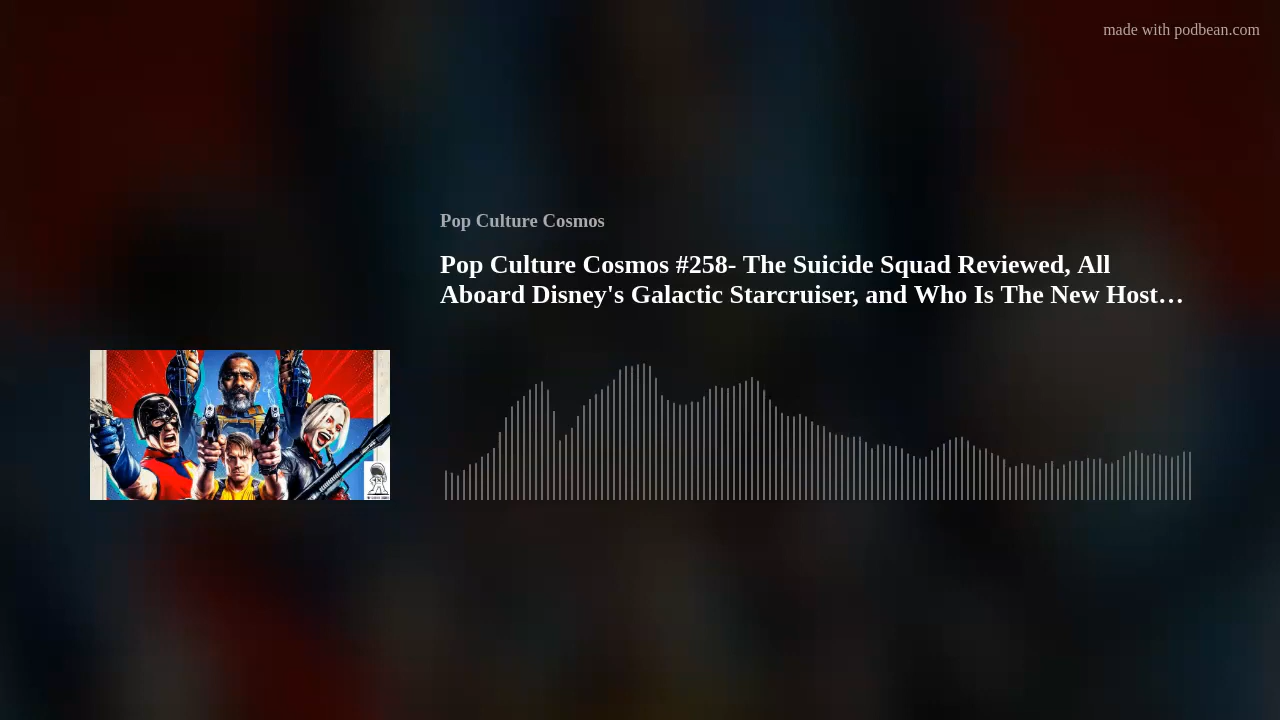 made with podbean.com
Pop Culture Cosmos
Pop Culture Cosmos #258- The Suicide Squad Reviewed, All
Aboard Disney's Galactic Starcruiser, and Who Is The New Host…